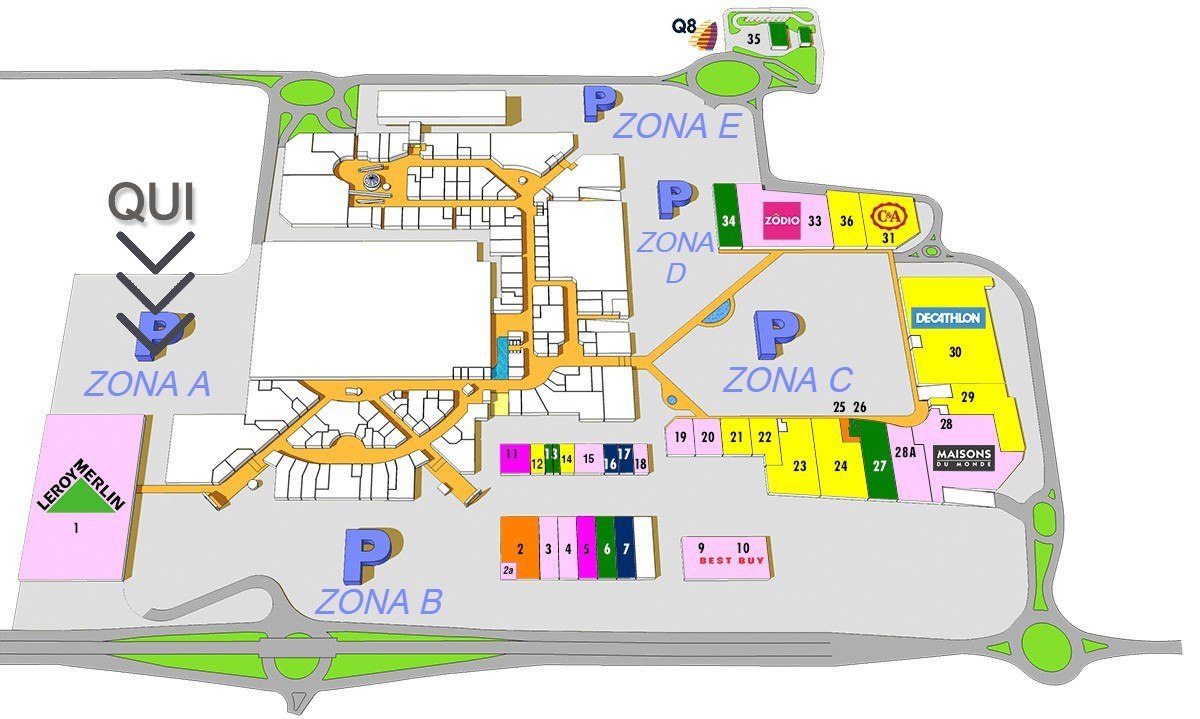 Q8
35
P
ZONA E
QUI
P
ZONA
D
34
ZÔDIO
33
36
C&A
31
P
ZONA A
P
ZONA C
DECATHLON
30
29
25 26
28
19
20
21
22
23
24
27
28A
MAISONS
DU MONDE
11
12
13
14
15
16
17
18
LEROY MERLIN
1
P
ZONA B
2
2a
3
4
5
6
7
9 10
BEST BUY